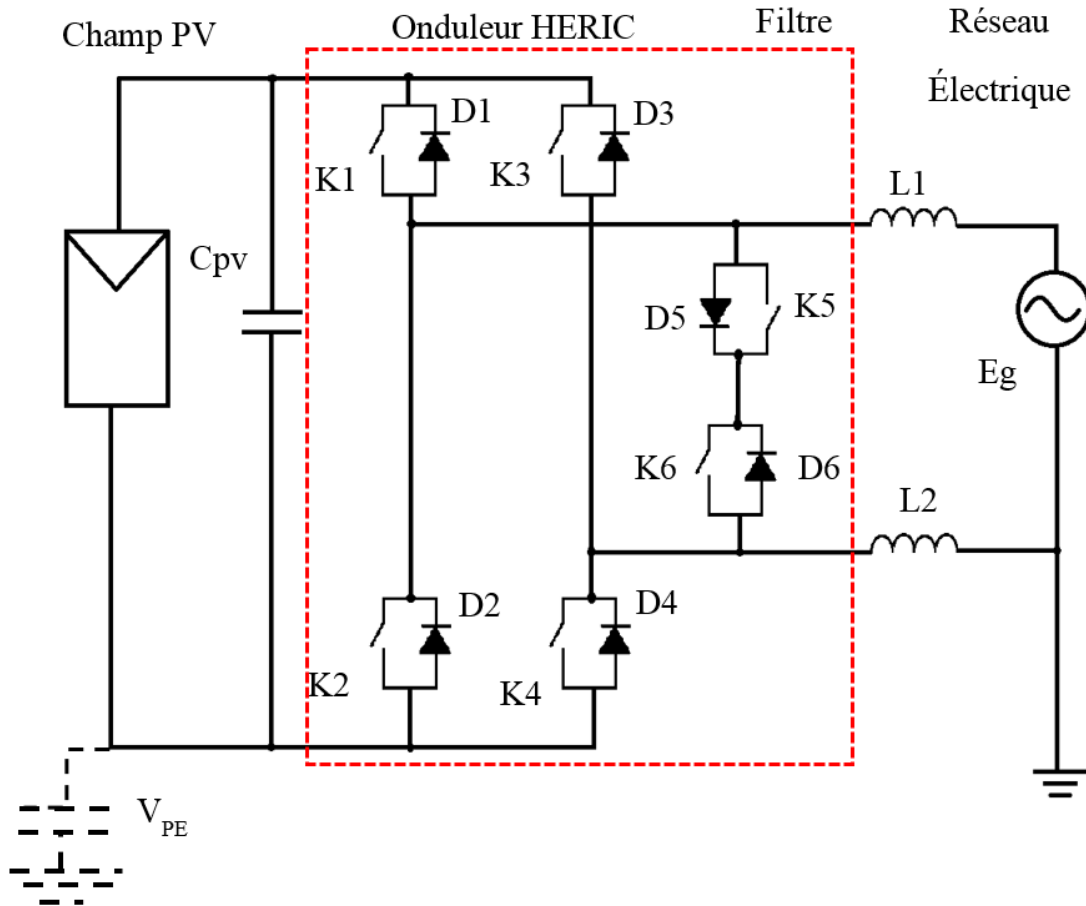 Champ PV
Onduleur HERIC
Filtre
Réseau
Électrique
D1
D3
K1
K3
L1
Cpv
D5
K5
Eg
K6
D6
L2
D2
D4
K2
K4
V_PE